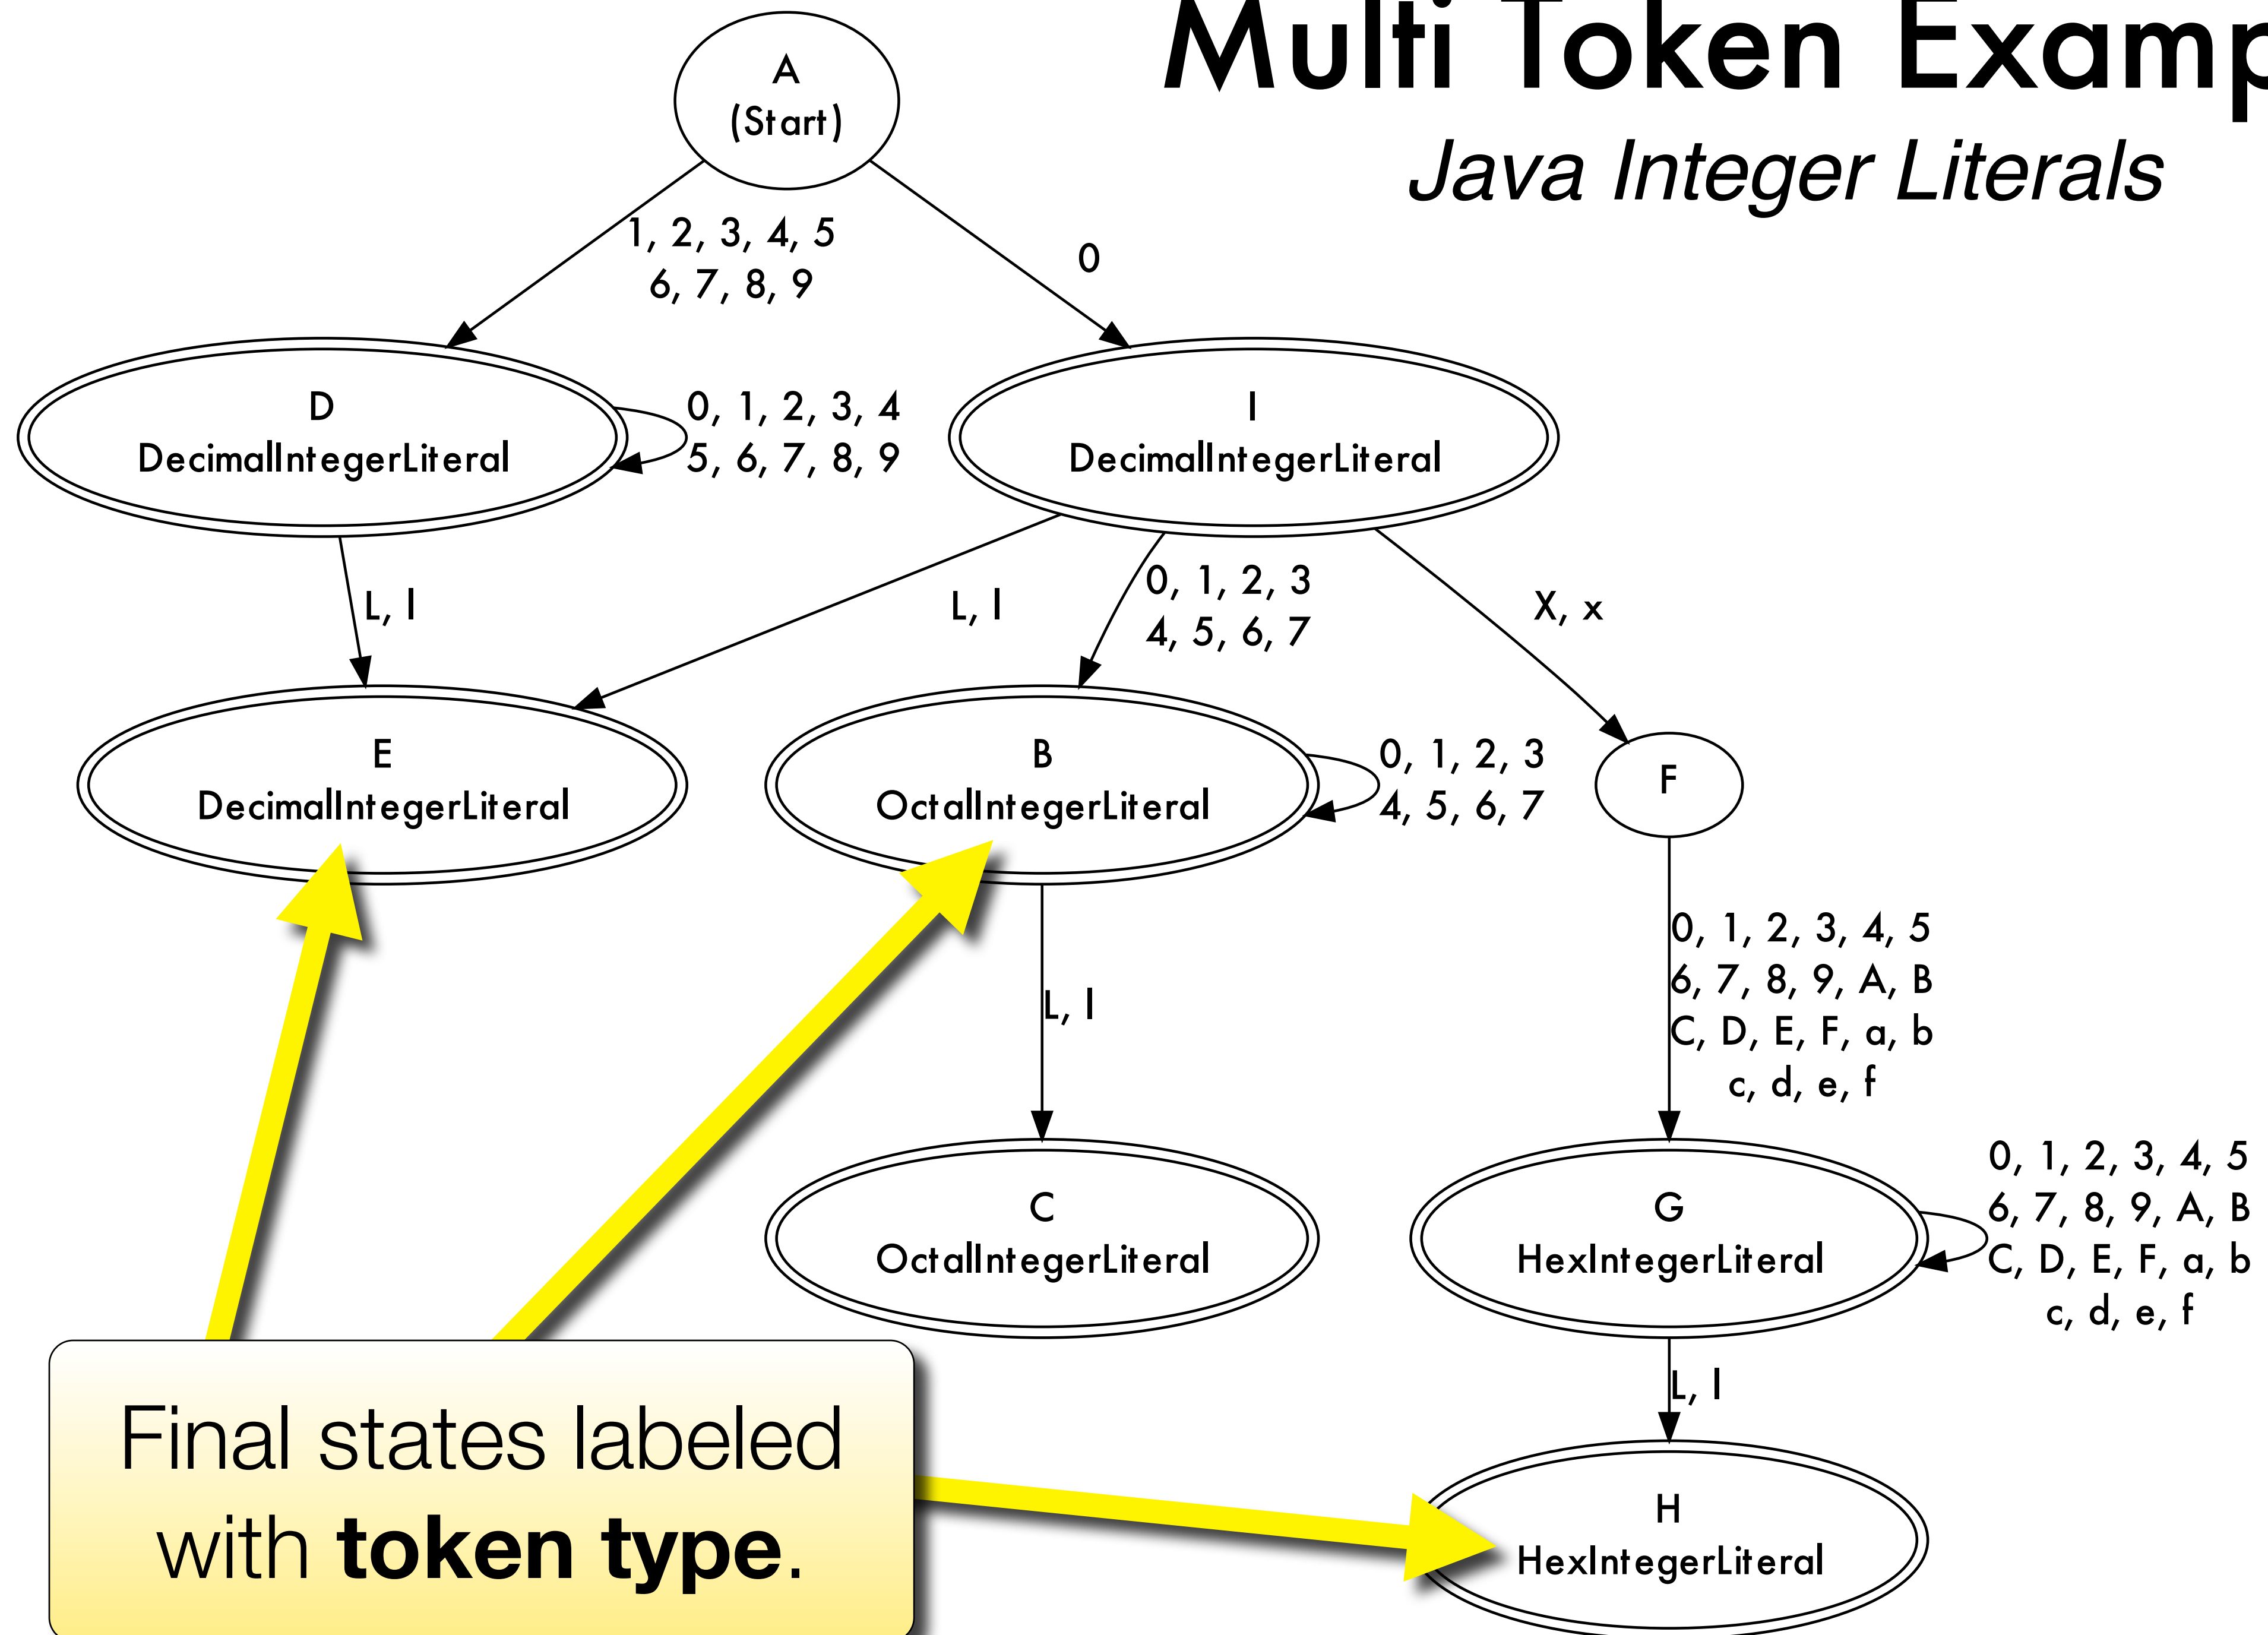 Multi Token Examp
Java Integer Literals
A
(Start)
1, 2, 3, 4, 5
6, 7, 8, 9
0
D
DecimalIntegerLiteral
0, 1, 2, 3, 4
5, 6, 7, 8, 9
I
DecimalIntegerLiteral
L, l
L, l
0, 1, 2, 3
4, 5, 6, 7
X, x
E
DecimalIntegerLiteral
B
OctalIntegerLiteral
0, 1, 2, 3
4, 5, 6, 7
F
L, l
0, 1, 2, 3, 4, 5
6, 7, 8, 9, A, B
C, D, E, F, a, b
c, d, e, f
C
OctalIntegerLiteral
G
HexIntegerLiteral
0, 1, 2, 3, 4, 5
6, 7, 8, 9, A, B
C, D, E, F, a, b
c, d, e, f
L, l
H
HexIntegerLiteral
Final states labeled
with token type.